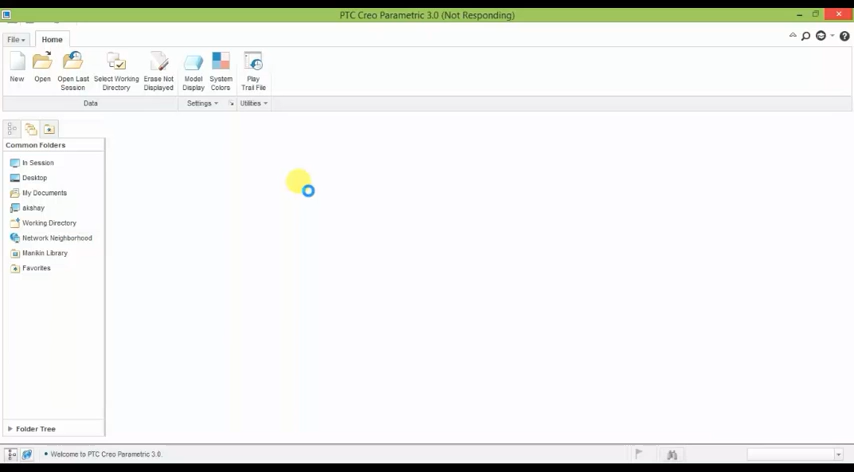 PTC Creo Parametric 3.0 (Not Responding)
File
Home
New
Open
Open Last Session
Select Working Directory
Erase Not Displayed
Model Display
System Colors
Play Trail File
Data
Settings
Utilities
Common Folders
In Session
Desktop
My Documents
akshay
Working Directory
Network Neighborhood
Manikin Library
Favorites
Folder Tree
Welcome to PTC Creo Parametric 3.0.